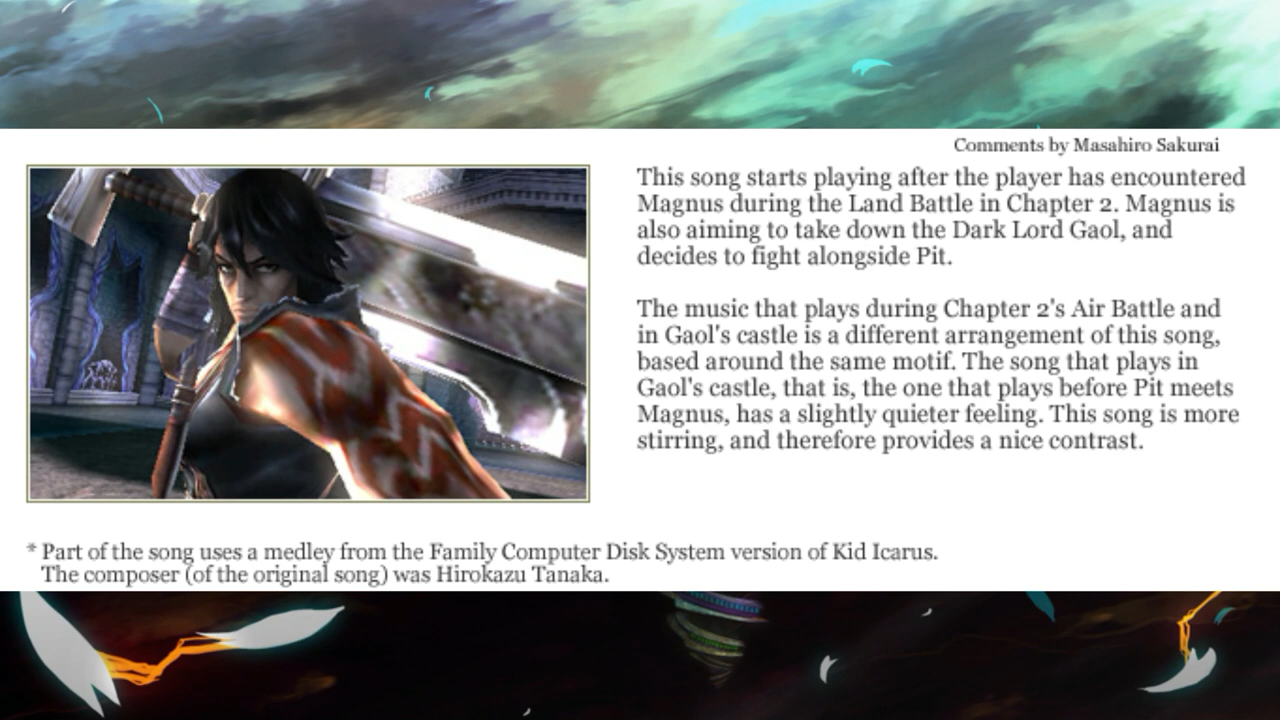 Comments by Masahiro Sakurai
This song starts playing after the player has encountered
Magnus during the Land Battle in Chapter 2. Magnus is
also aiming to take down the Dark Lord Gaol, and
decides to fight alongside Pit.
The music that plays during Chapter 2's Air Battle and
in Gaol's castle is a different arrangement of this song,
based around the same motif. The song that plays in
Gaol's castle, that is, the one that plays before Pit meets
Magnus, has a slightly quieter feeling. This song is more
stirring, and therefore provides a nice contrast.
* Part of the song uses a medley from the Family Computer Disk System version of Kid Icarus.
The composer (of the original song) was Hirokazu Tanaka.